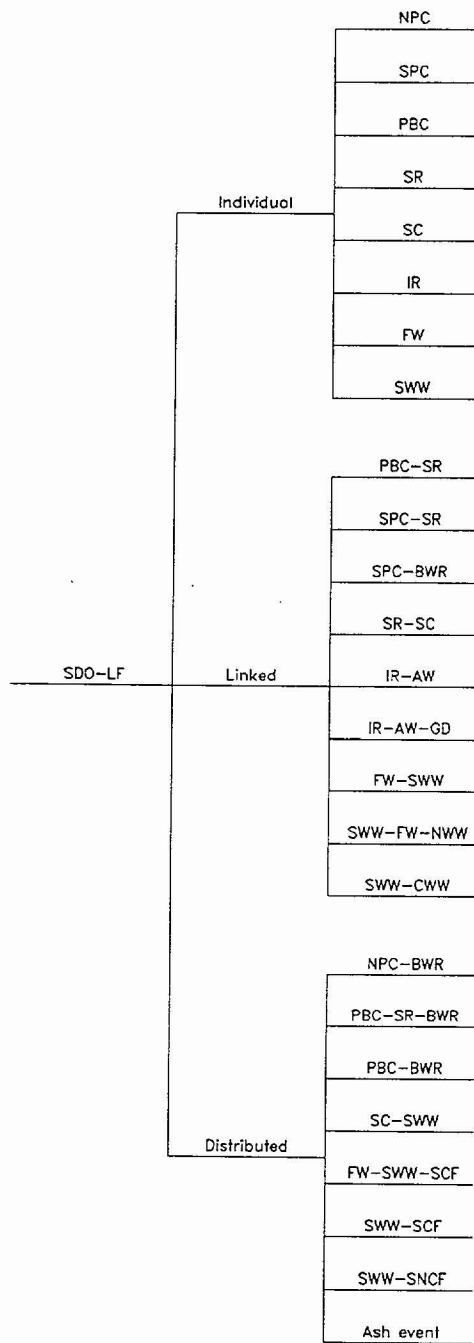 NPC
SPC
PBC
SR
Individual
SC
IR
FW
SWW
PBC-SR
SPC-SR
SPC-BWR
SR-SC
SDO-LF
Linked
IR-AW
IR-AW-GD
FW-SWW
SWW-FW-NWW
SWW-CWW
NPC-BWR
PBC-SR-BWR
PBC-BWR
SC-SWW
Distributed
FW-SWW-SCF
SWW-SCF
SWW-SNCF
Ash event